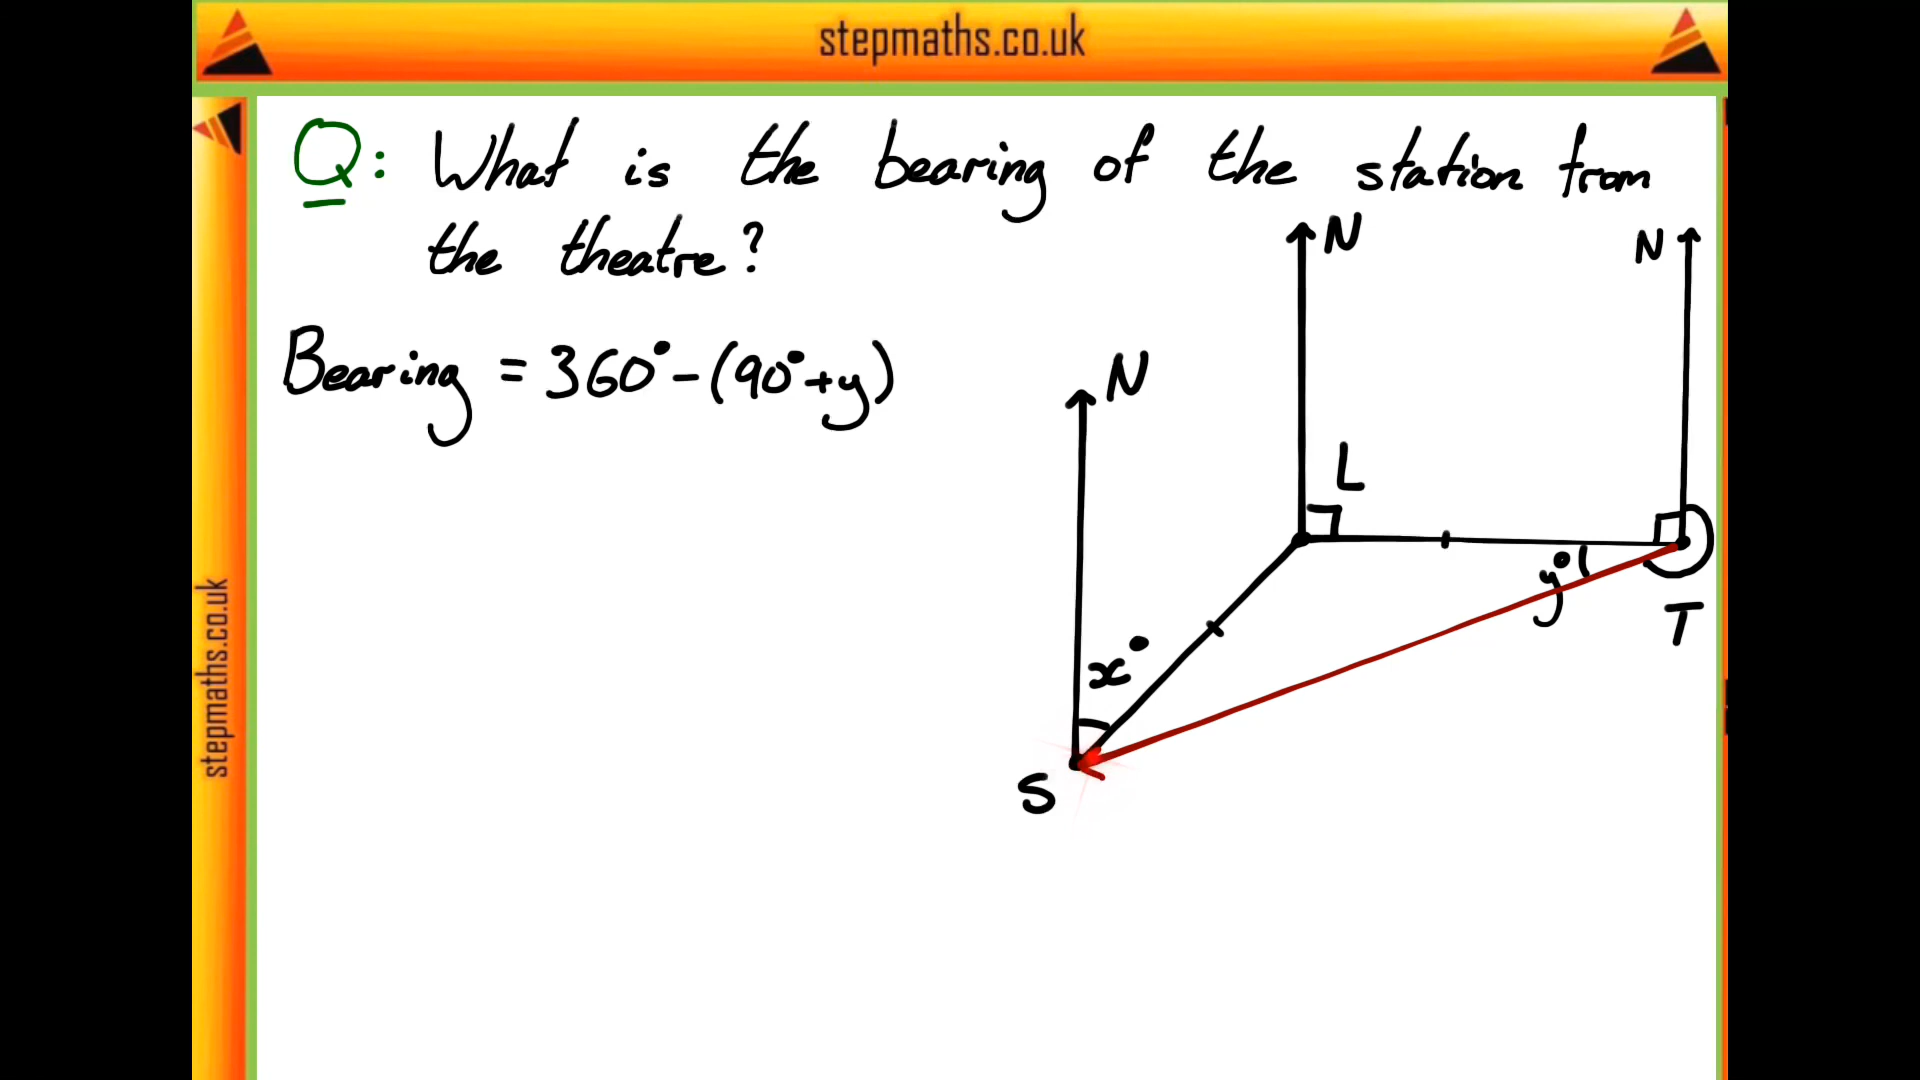 stepmaths.co.uk
Q: What is the bearing of the station from
the theatre?
N
N
Bearing = 360° - (90° + y)
N
L
y°
T
x°
S
stepmaths.co.uk